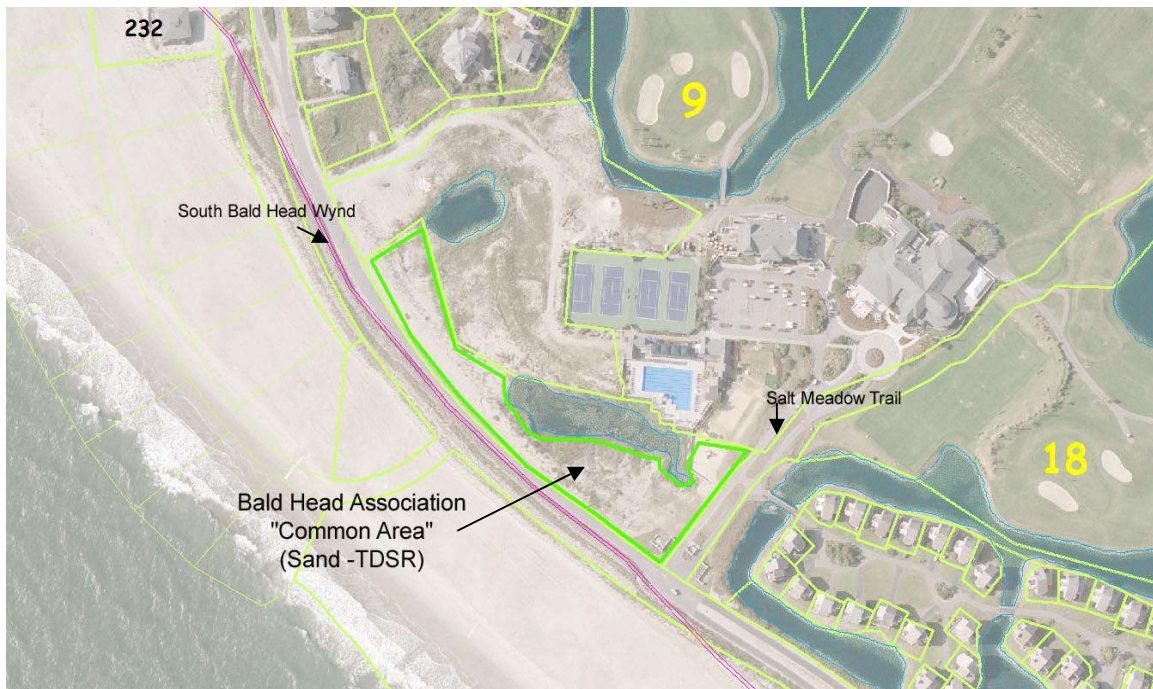 232
9
South Bald Head Wynd
Salt Meadow Trail
18
Bald Head Association
"Common Area"
(Sand -TDSR)